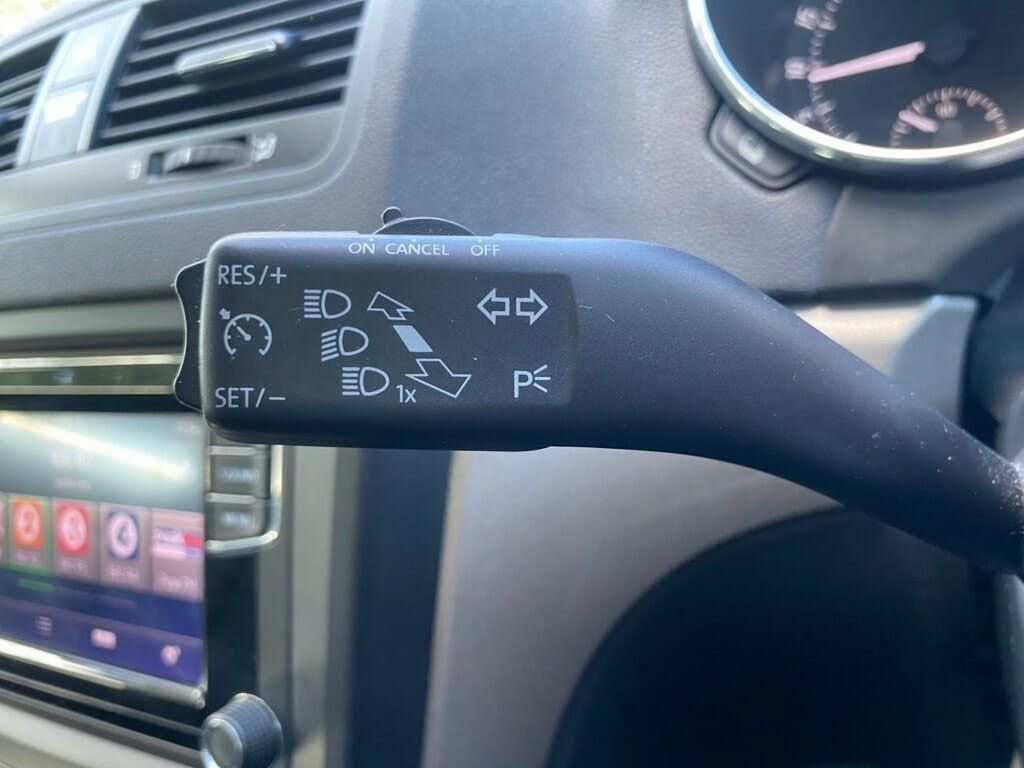 ON CANCEL OFF
RES/+
SET/-
1x
P